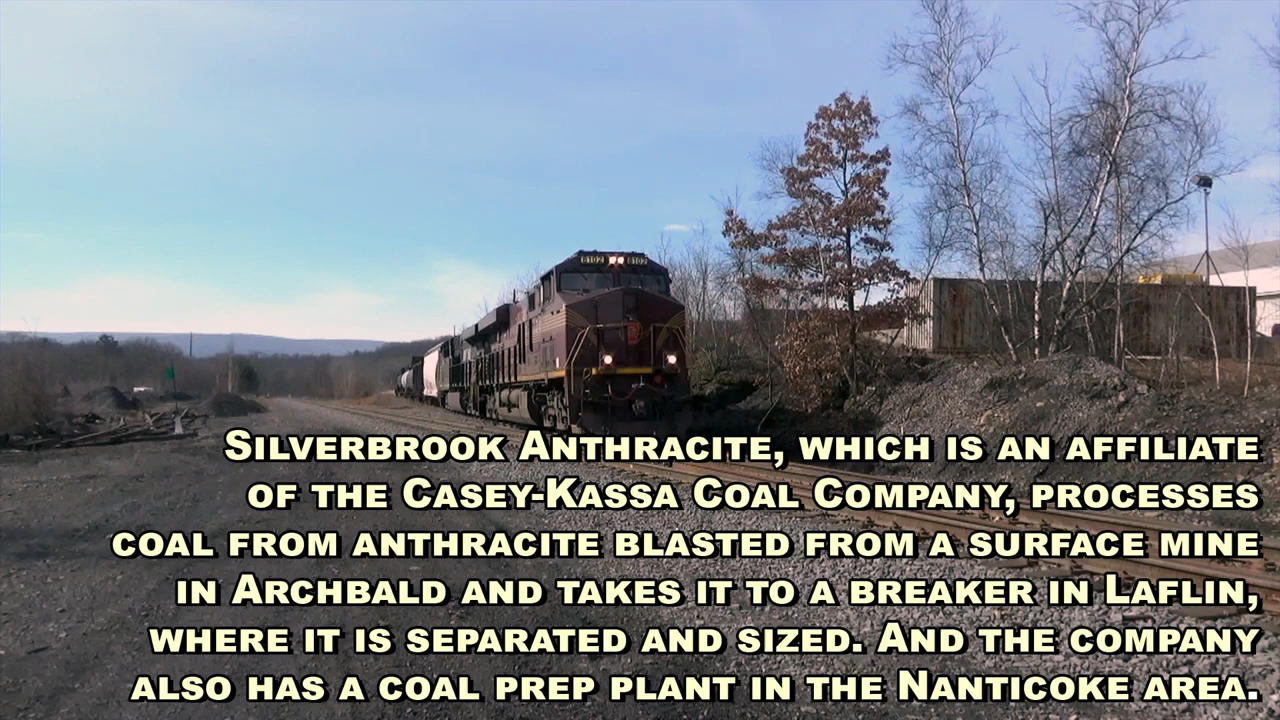 8102 8102
Silverbrook Anthracite, which is an affiliate
of the Casey-Kassa Coal Company, processes
coal from anthracite blasted from a surface mine
in Archbald and takes it to a breaker in Laflin,
where it is separated and sized. And the company
also has a coal prep plant in the Nanticoke area.